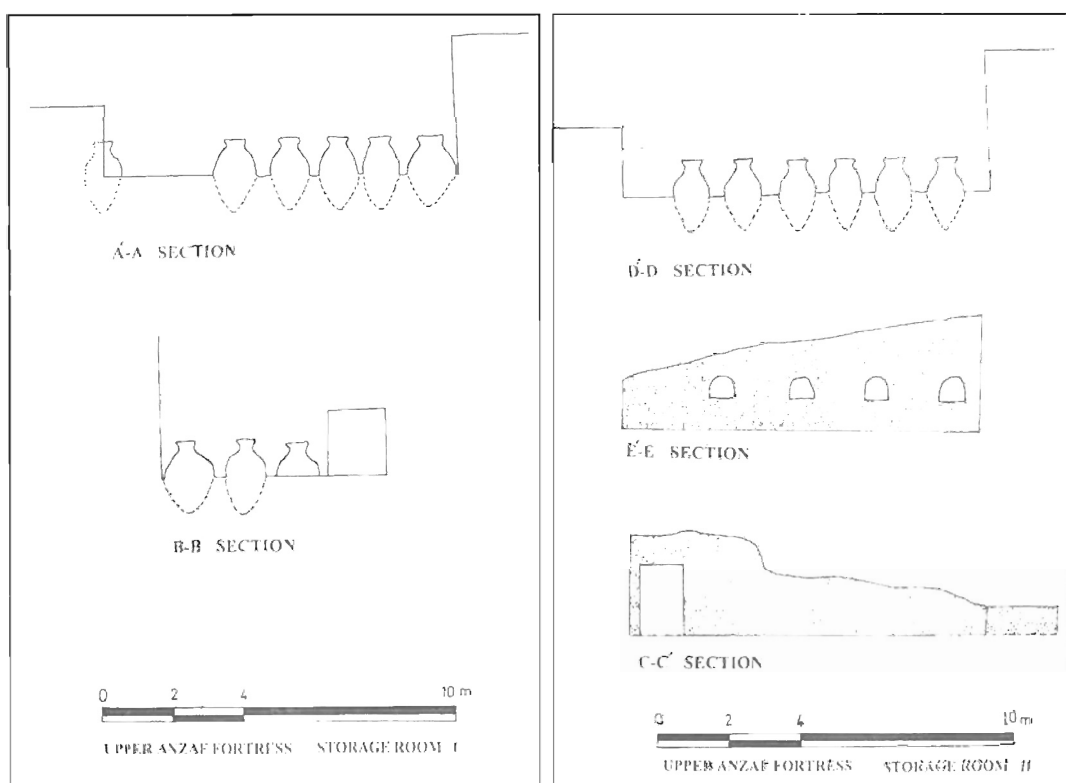 A'-A SECTION
B-B SECTION
0 2 4 10 m
UPPER ANZAF FORTRESS STORAGE ROOM I
D'-D SECTION
E'-E SECTION
C-C' SECTION
0 2 4 10 m
UPPER ANZAF FORTRESS STORAGE ROOM II